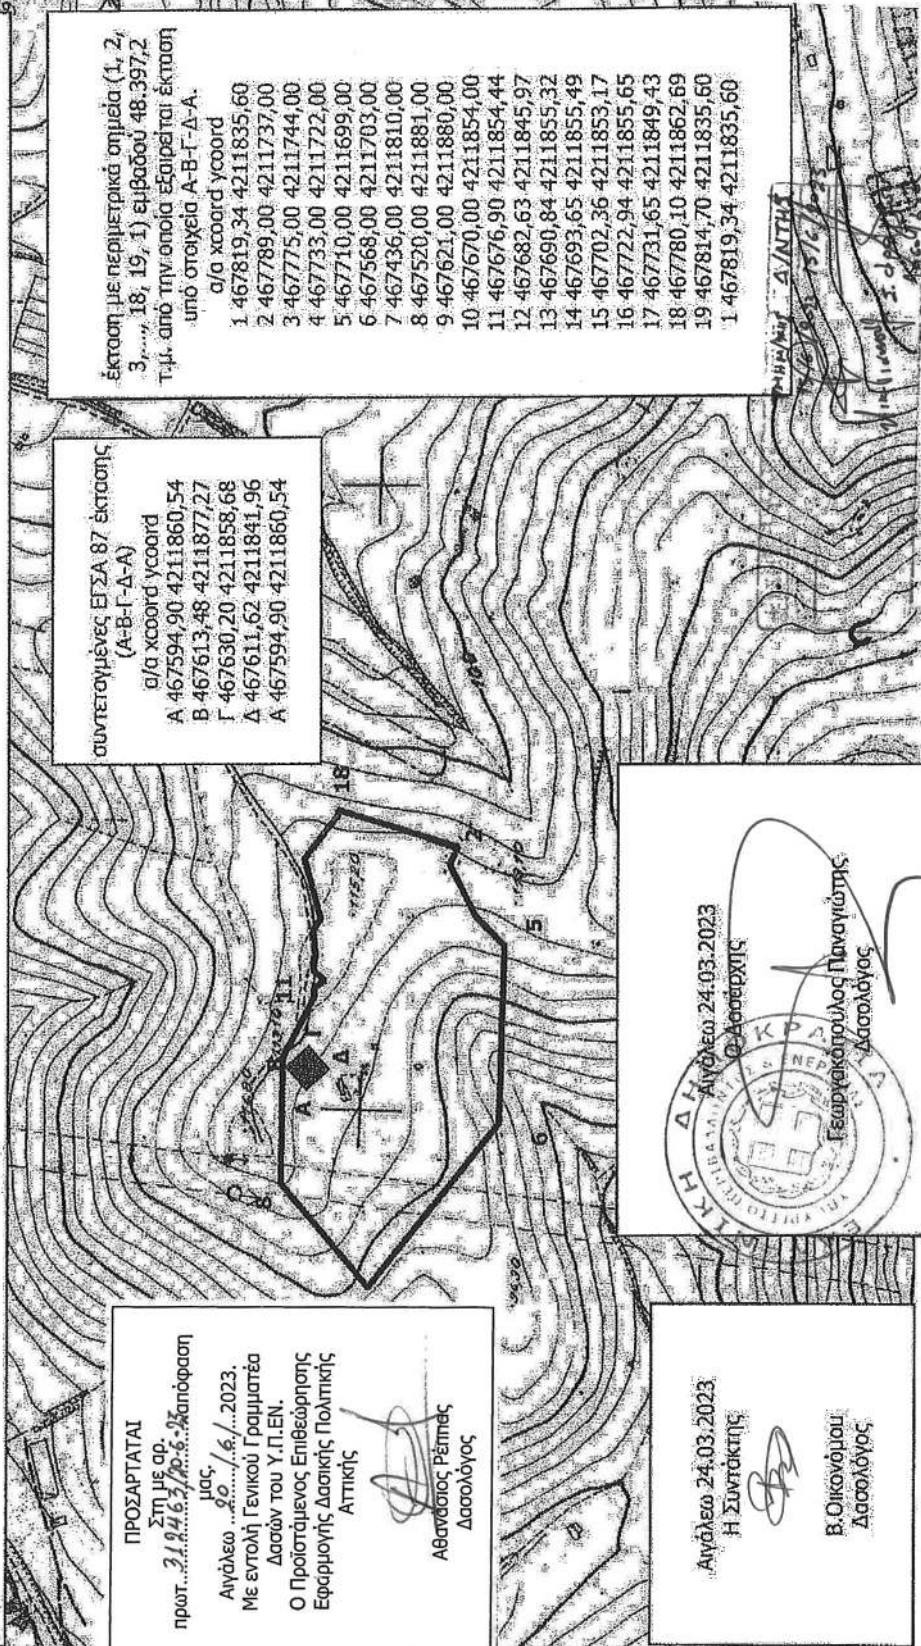 ΠΡΟΣΑΡΤΑΤΑΙ
Στη με αρ.
πρωτ...319463/20-6-23 απόφαση
μας.
Αιγάλεω ...20.../.6./...2023.
Με εντολή Γενικού Γραμματέα
Δασών του Υ.Π.ΕΝ.
Ο Προϊστάμενος Επιθεώρησης
Εφαρμογής Δασικής Πολιτικής
Αττικής
Αθανάσιος Ρέππας
Δασολόγος
Αιγάλεω 24.03.2023
Η Συντάκτης
Β.Οικονόμου
Δασολόγος
Αιγάλεω 24.03.2023
Ο Δασάρχης
Γεωργακόπουλος Παναγιώτης
Δασολόγος
συντεταγμένες ΕΓΣΑ 87 έκτασης
(Α-Β-Γ-Δ-Α)
α/α xcoord ycoord
Α 467594,90 4211860,54
Β 467613,48 4211877,27
Γ 467630,20 4211858,68
Δ 467611,62 4211841,96
Α 467594,90 4211860,54
έκταση με περιμετρικά σημεία (1, 2,
3,...., 18, 19, 1) εμβαδού 48.397,2
τ.μ. από την οποία εξαιρείται έκταση
υπό στοιχεία Α-Β-Γ-Δ-Α.
α/α xcoord ycoord
1 467819,34 4211835,60
2 467789,00 4211737,00
3 467775,00 4211744,00
4 467733,00 4211722,00
5 467710,00 4211699,00
6 467568,00 4211703,00
7 467436,00 4211810,00
8 467520,00 4211881,00
9 467621,00 4211880,00
10 467670,00 4211854,00
11 467676,90 4211854,44
12 467682,63 4211845,97
13 467690,84 4211855,32
14 467693,65 4211855,49
15 467702,36 4211853,17
16 467722,94 4211855,65
17 467731,65 4211849,43
18 467780,10 4211862,69
19 467814,70 4211835,60
1 467819,34 4211835,60
8
Α
Β
Γ
Δ
11
18
2
5
6
11520
100